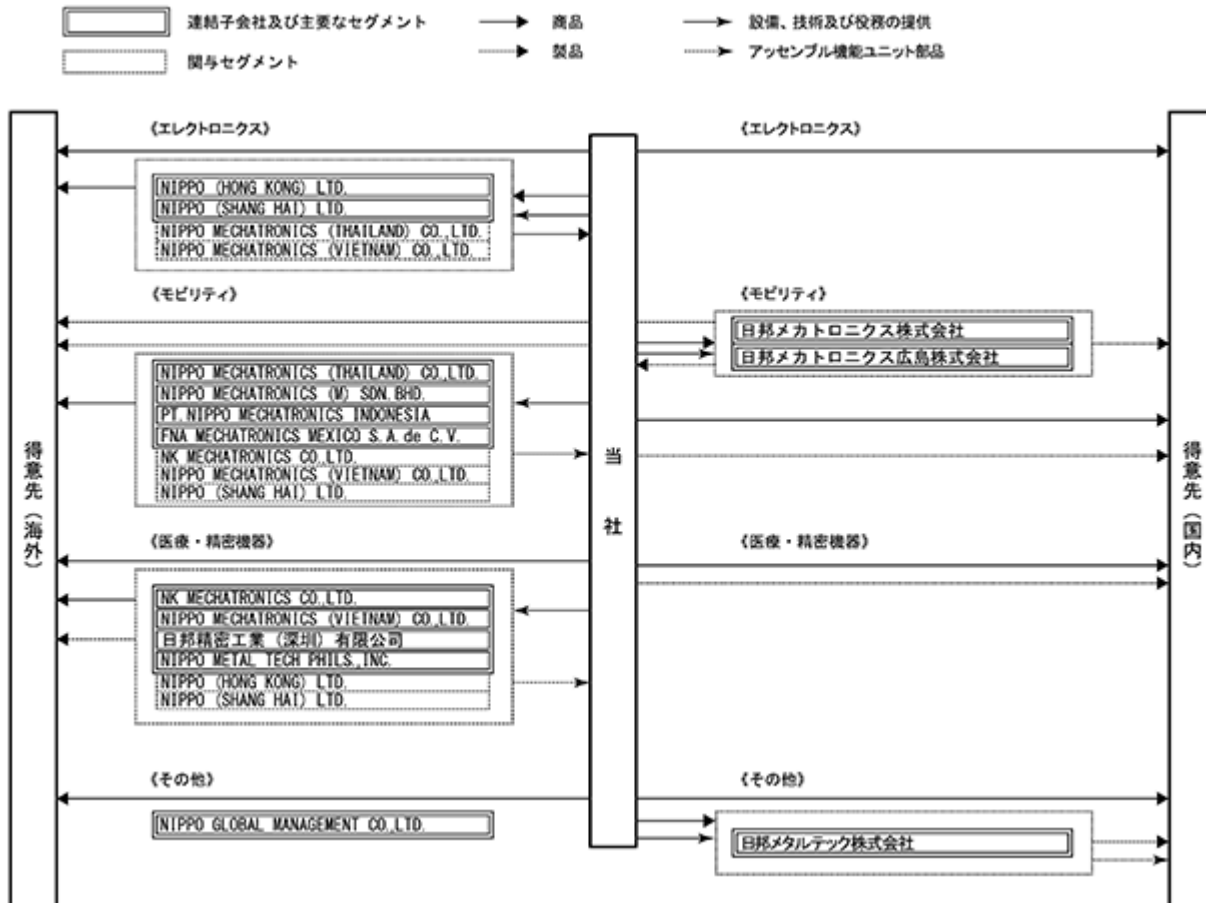 連結子会社及び主要なセグメント
商品
設備、技術及び役務の提供
関与セグメント
製品
アッセンブル機能ユニット部品
《エレクトロニクス》
《エレクトロニクス》
NIPPO (HONG KONG) LTD.
NIPPO (SHANG HAI) LTD.
NIPPO MECHATRONICS (THAILAND) CO.,LTD.
NIPPO MECHATRONICS (VIETNAM) CO.,LTD.
《モビリティ》
《モビリティ》
日邦メカトロニクス株式会社
日邦メカトロニクス広島株式会社
NIPPO MECHATRONICS (THAILAND) CO.,LTD.
NIPPO MECHATRONICS (M) SDN.BHD.
PT.NIPPO MECHATRONICS INDONESIA
FNA MECHATRONICS MEXICO S.A.de C.V.
NK MECHATRONICS CO.,LTD.
NIPPO MECHATRONICS (VIETNAM) CO.,LTD.
NIPPO (SHANG HAI) LTD.
得意先(海外)
当社
得意先(国内)
《医療・精密機器》
《医療・精密機器》
NK MECHATRONICS CO.,LTD.
NIPPO MECHATRONICS (VIETNAM) CO.,LTD.
日邦精密工業(深圳)有限公司
NIPPO METAL TECH PHILS.,INC.
NIPPO (HONG KONG) LTD.
NIPPO (SHANG HAI) LTD.
《その他》
《その他》
NIPPO GLOBAL MANAGEMENT CO.,LTD.
日邦メタルテック株式会社